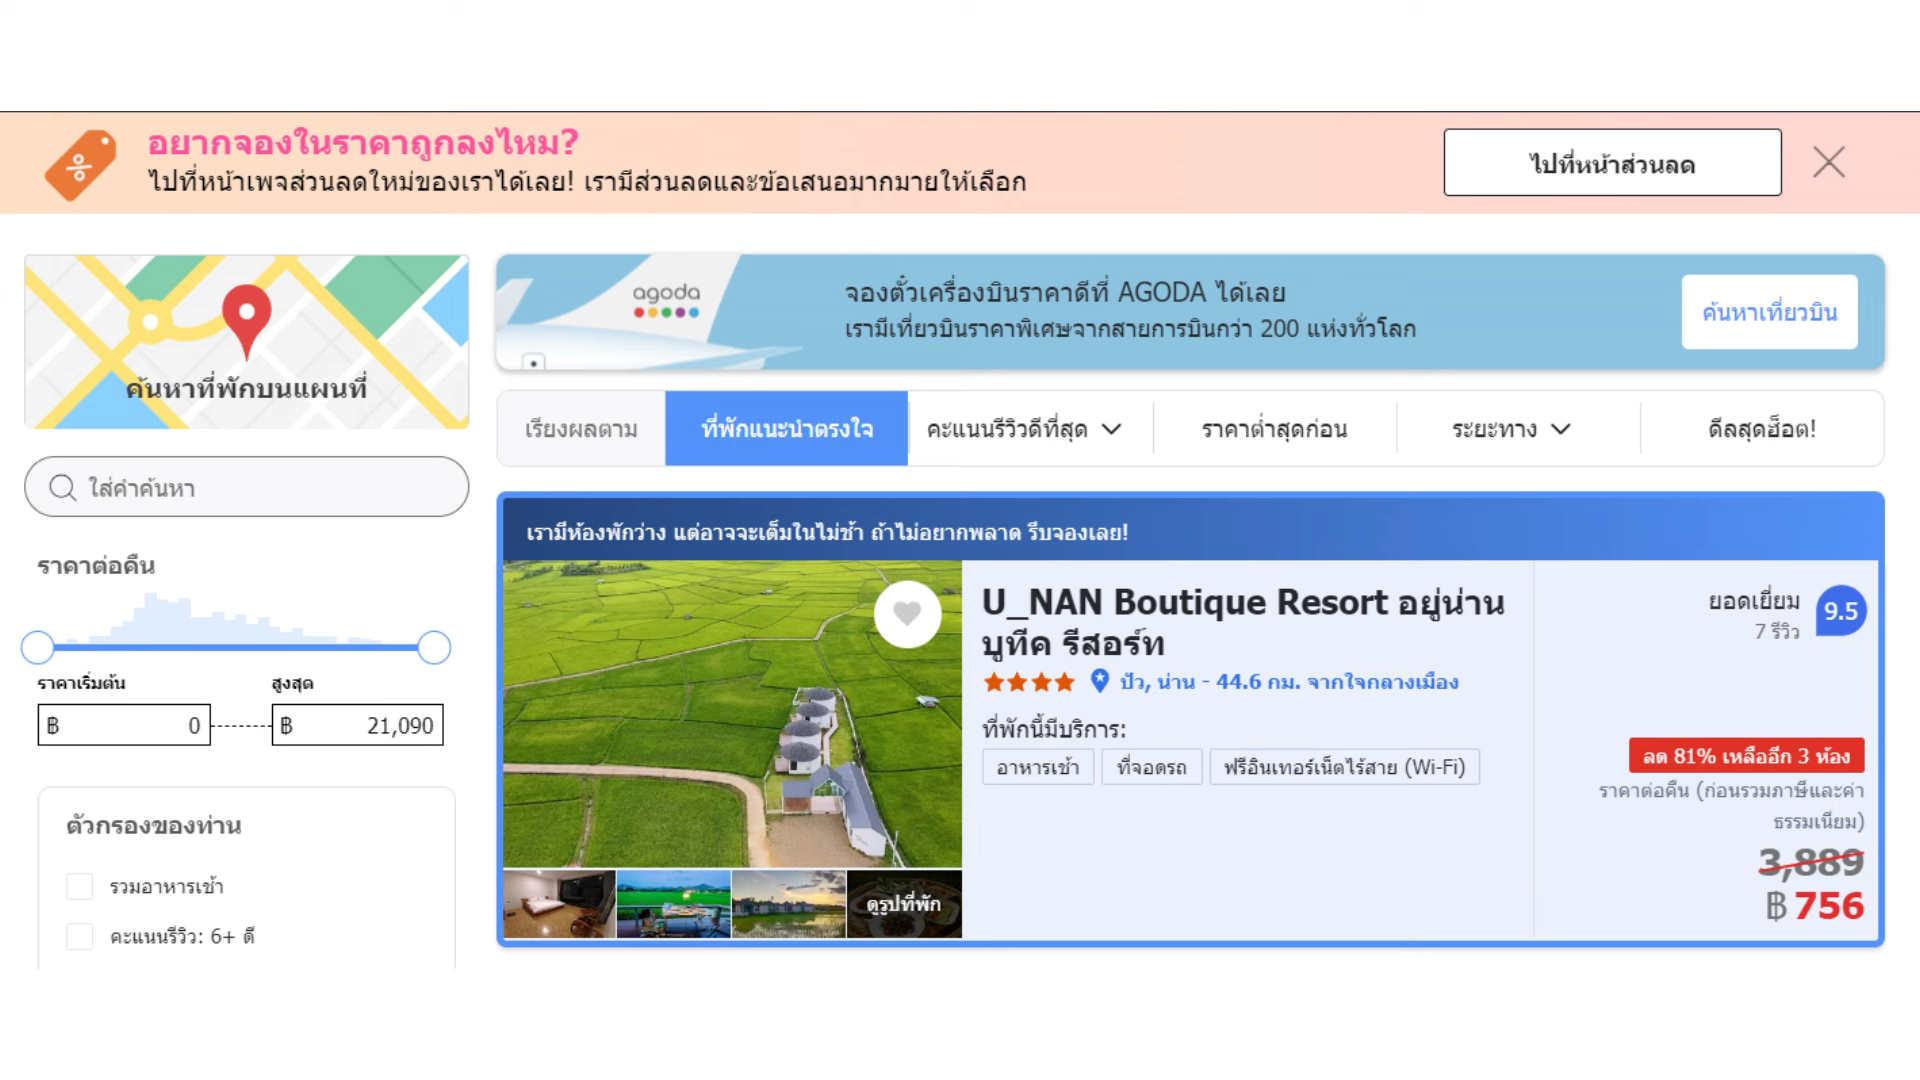 อยากจองในราคาถูกลงไหม?
ไปที่หน้าเพจส่วนลดใหม่ของเราได้เลย! เรามีส่วนลดและข้อเสนอมากมายให้เลือก
ไปที่หน้าส่วนลด
ค้นหาที่พักบนแผนที่
agoda
จองตั๋วเครื่องบินราคาดีที่ AGODA ได้เลย
เรามีเที่ยวบินราคาพิเศษจากสายการบินกว่า 200 แห่งทั่วโลก
ค้นหาเที่ยวบิน
เรียงผลตาม
ที่พักแนะนำตรงใจ
คะแนนรีวิวดีที่สุด
ราคาต่ำสุดก่อน
ระยะทาง
ดีลสุดฮ็อต!
ใส่คำค้นหา
ราคาต่อคืน
ราคาเริ่มต้น
สูงสุด
฿ 0
฿ 21,090
ตัวกรองของท่าน
รวมอาหารเช้า
คะแนนรีวิว: 6+ ดี
เรามีห้องพักว่าง แต่อาจจะเต็มในไม่ช้า ถ้าไม่อยากพลาด รีบจองเลย!
ดูรูปที่พัก
U_NAN Boutique Resort อยู่น่าน
บูทีค รีสอร์ท
ปัว, น่าน - 44.6 กม. จากใจกลางเมือง
ที่พักนี้มีบริการ:
อาหารเช้า
ที่จอดรถ
ฟรีอินเทอร์เน็ตไร้สาย (Wi-Fi)
ยอดเยี่ยม
7 รีวิว
9.5
ลด 81% เหลืออีก 3 ห้อง
ราคาต่อคืน (ก่อนรวมภาษีและค่า
ธรรมเนียม)
3,889
฿ 756